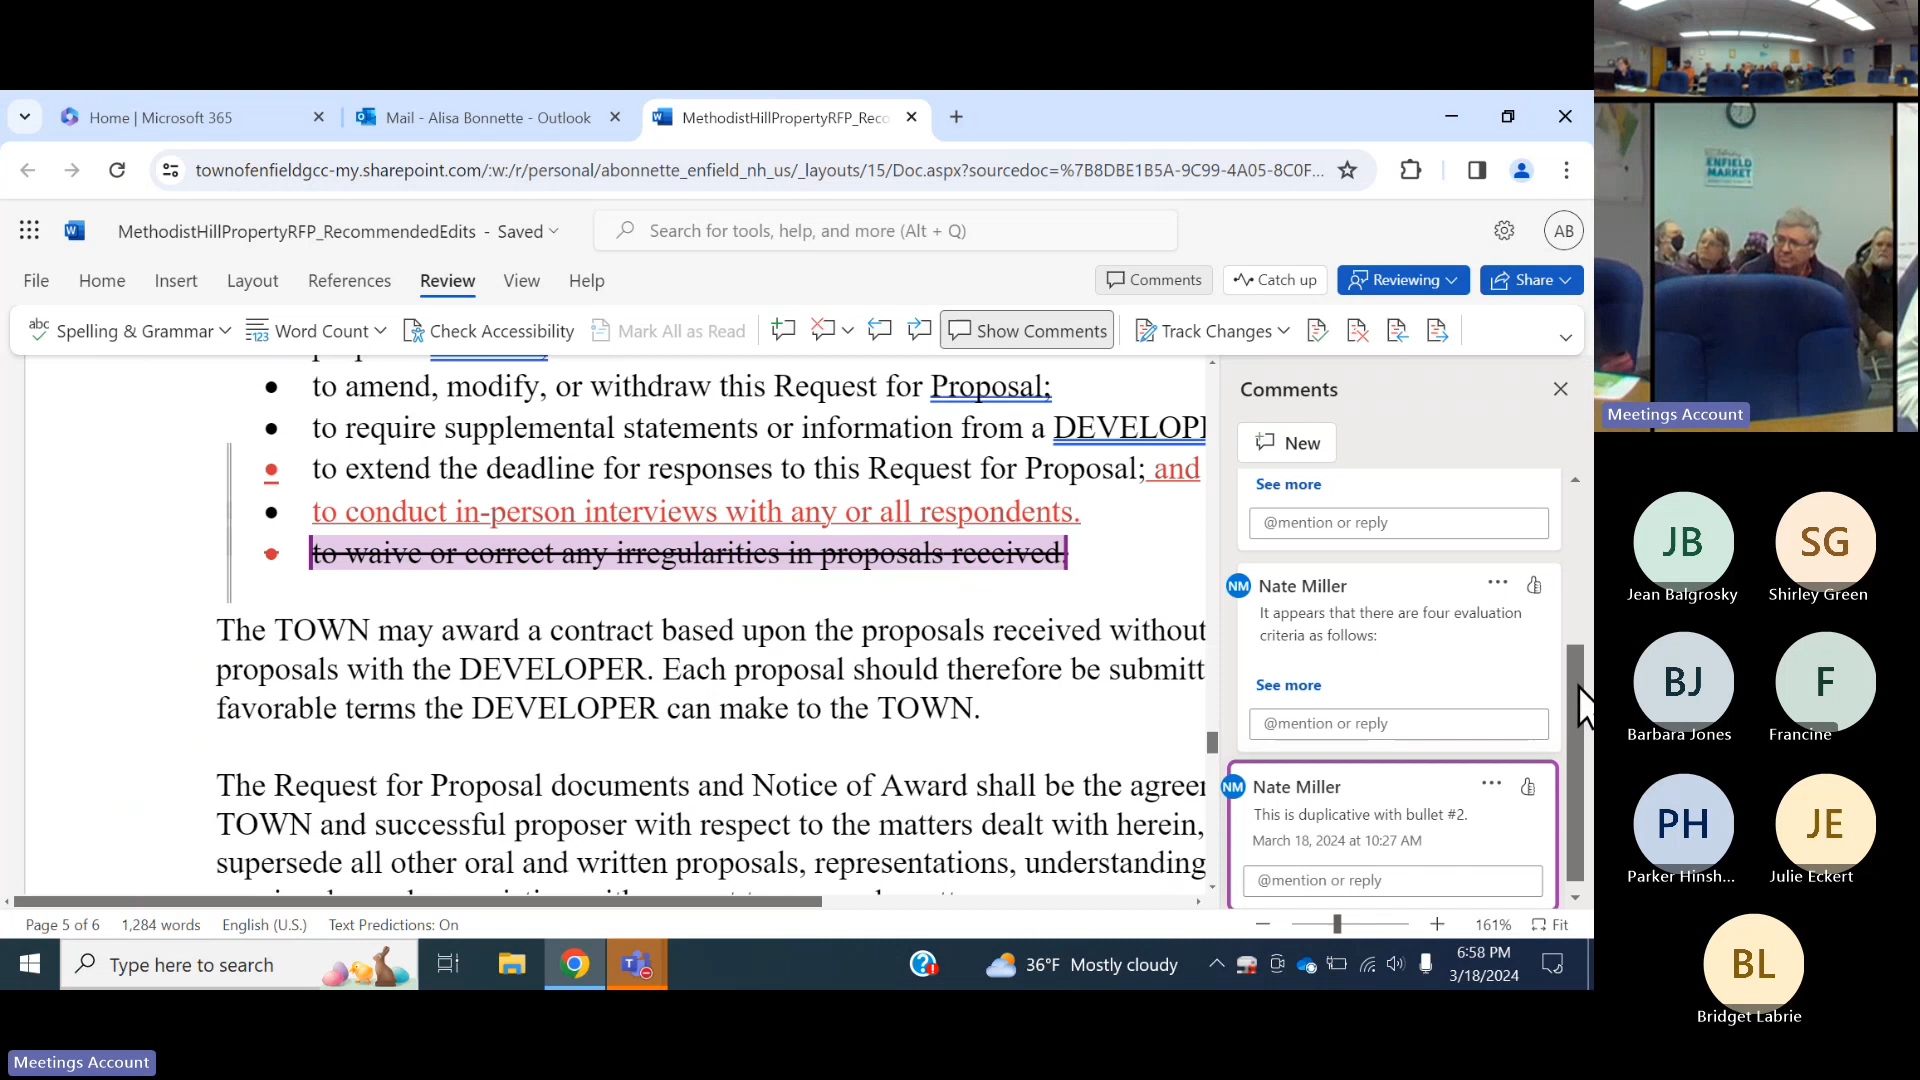 Home | Microsoft 365
Mail - Alisa Bonnette - Outlook
MethodistHillPropertyRFP_Reco
townofenfieldgcc-my.sharepoint.com/:w:/r/personal/abonnette_enfield_nh_us/_layouts/15/Doc.aspx?sourcedoc=%7B8DBE1B5A-9C99-4A05-8C0F...
MethodistHillPropertyRFP_RecommendedEdits - Saved
Search for tools, help, and more (Alt + Q)
AB
File Home Insert Layout References Review View Help
Comments Catch up Reviewing Share
abc Spelling & Grammar 123 Word Count Check Accessibility Mark All as Read Show Comments Track Changes
• to amend, modify, or withdraw this Request for Proposal;
• to require supplemental statements or information from a DEVELOP
• to extend the deadline for responses to this Request for Proposal; and
• to conduct in-person interviews with any or all respondents.
• to waive or correct any irregularities in proposals received.
The TOWN may award a contract based upon the proposals received without
proposals with the DEVELOPER. Each proposal should therefore be submitt
favorable terms the DEVELOPER can make to the TOWN.
The Request for Proposal documents and Notice of Award shall be the agreer
TOWN and successful proposer with respect to the matters dealt with herein,
supersede all other oral and written proposals, representations, understanding
Comments
New
See more
@mention or reply
NM Nate Miller
It appears that there are four evaluation
criteria as follows:
See more
@mention or reply
NM Nate Miller
This is duplicative with bullet #2.
March 18, 2024 at 10:27 AM
@mention or reply
Page 5 of 6 1,284 words English (U.S.) Text Predictions: On
161% Fit
Type here to search
36°F Mostly cloudy
6:58 PM
3/18/2024
Meetings Account
ENFIELD
MARKET
Meetings Account
JB
Jean Balgrosky
SG
Shirley Green
BJ
Barbara Jones
F
Francine
PH
Parker Hinsh...
JE
Julie Eckert
BL
Bridget Labrie